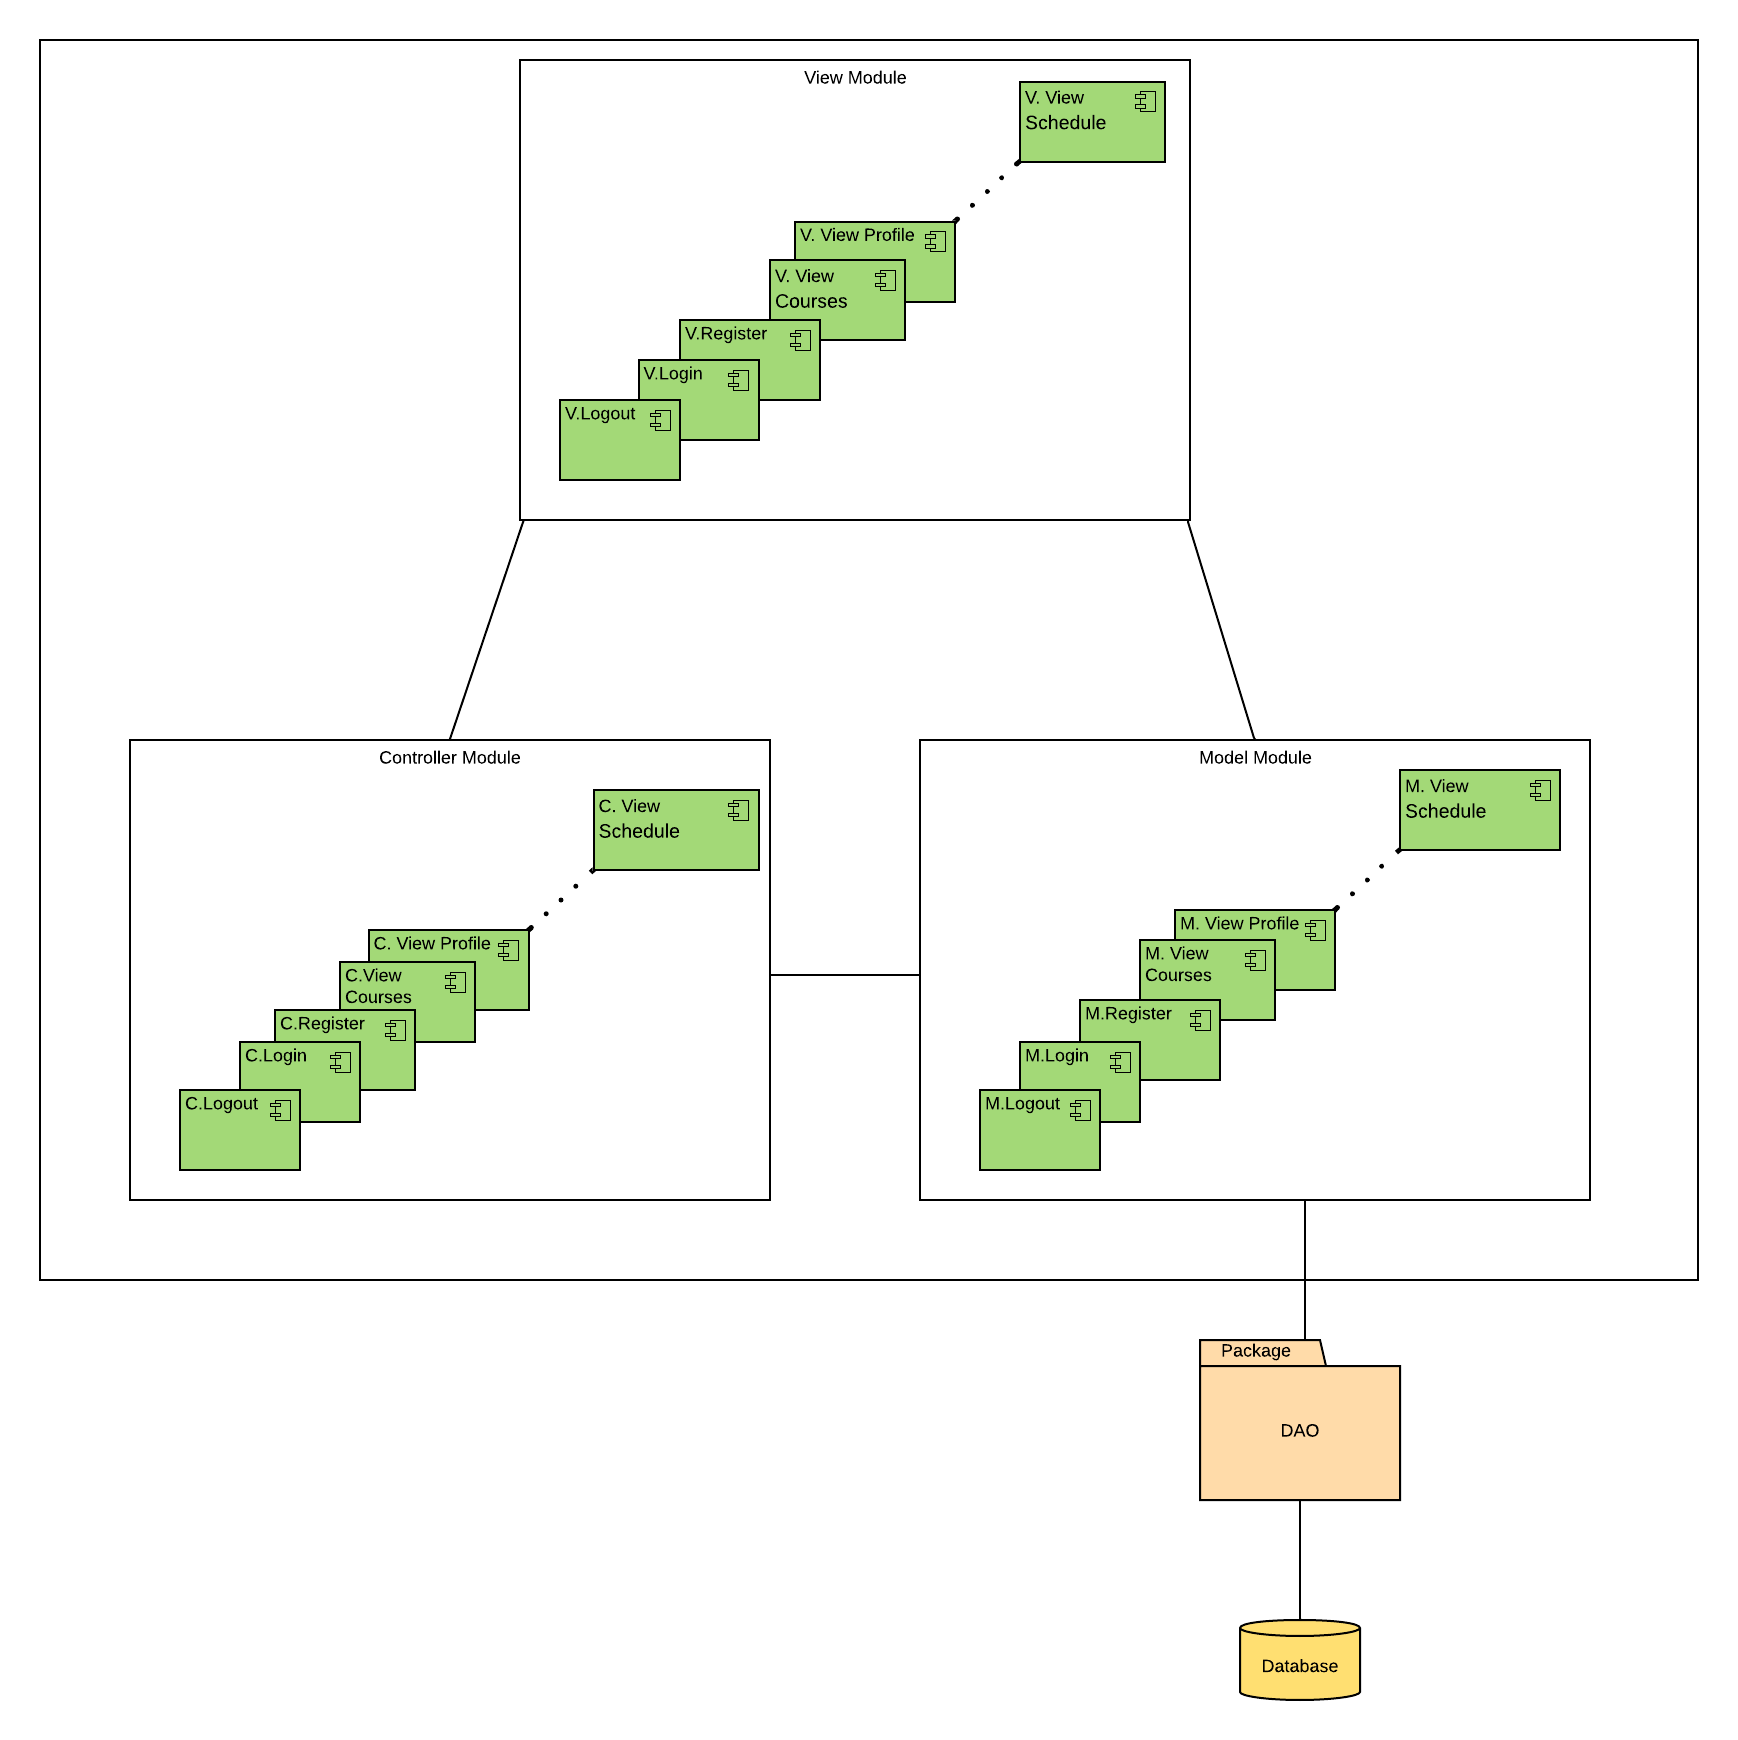 View Module
V. View
Schedule
V. View Profile
V. View
Courses
V.Register
V.Login
V.Logout
Controller Module
C. View
Schedule
C. View Profile
C.View
Courses
C.Register
C.Login
C.Logout
Model Module
M. View
Schedule
M. View Profile
M. View
Courses
M.Register
M.Login
M.Logout
Package
DAO
Database